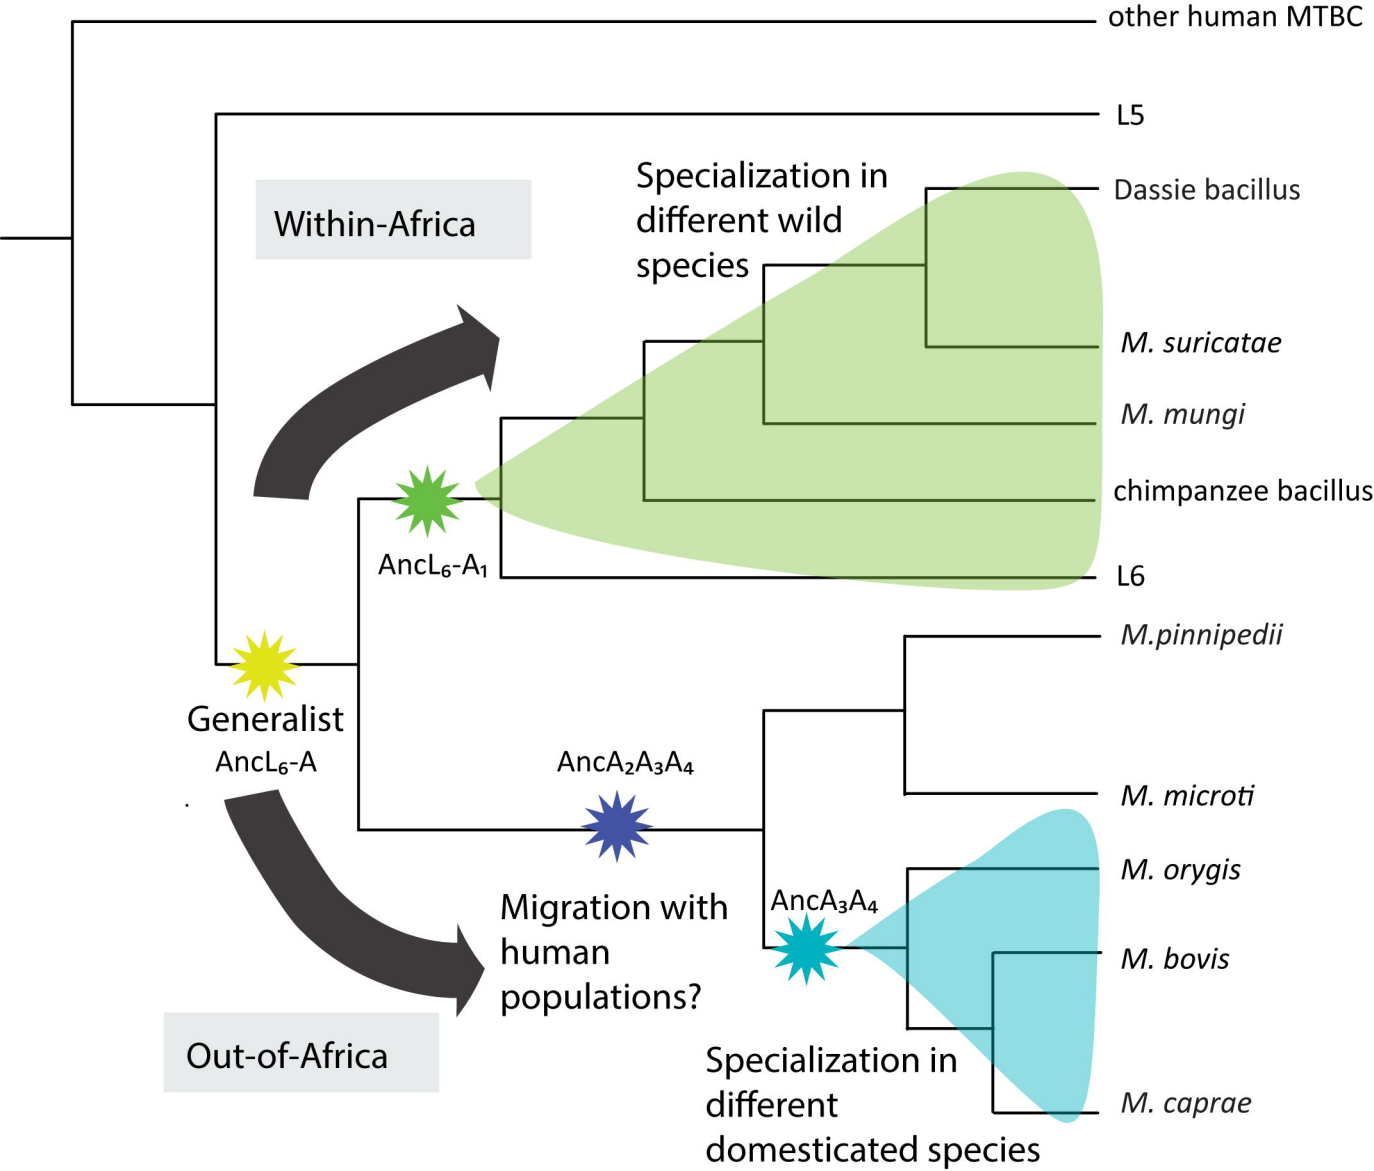 other human MTBC
L5
Specialization in
different wild
species
Dassie bacillus
Within-Africa
M. suricatae
M. mungi
chimpanzee bacillus
AncL₆-A₁
L6
M.pinnipedii
Generalist
AncL₆-A
AncA₂A₃A₄
M. microti
.
M. orygis
AncA₃A₄
Migration with
human
populations?
M. bovis
Out-of-Africa
Specialization in
different
domesticated species
M. caprae